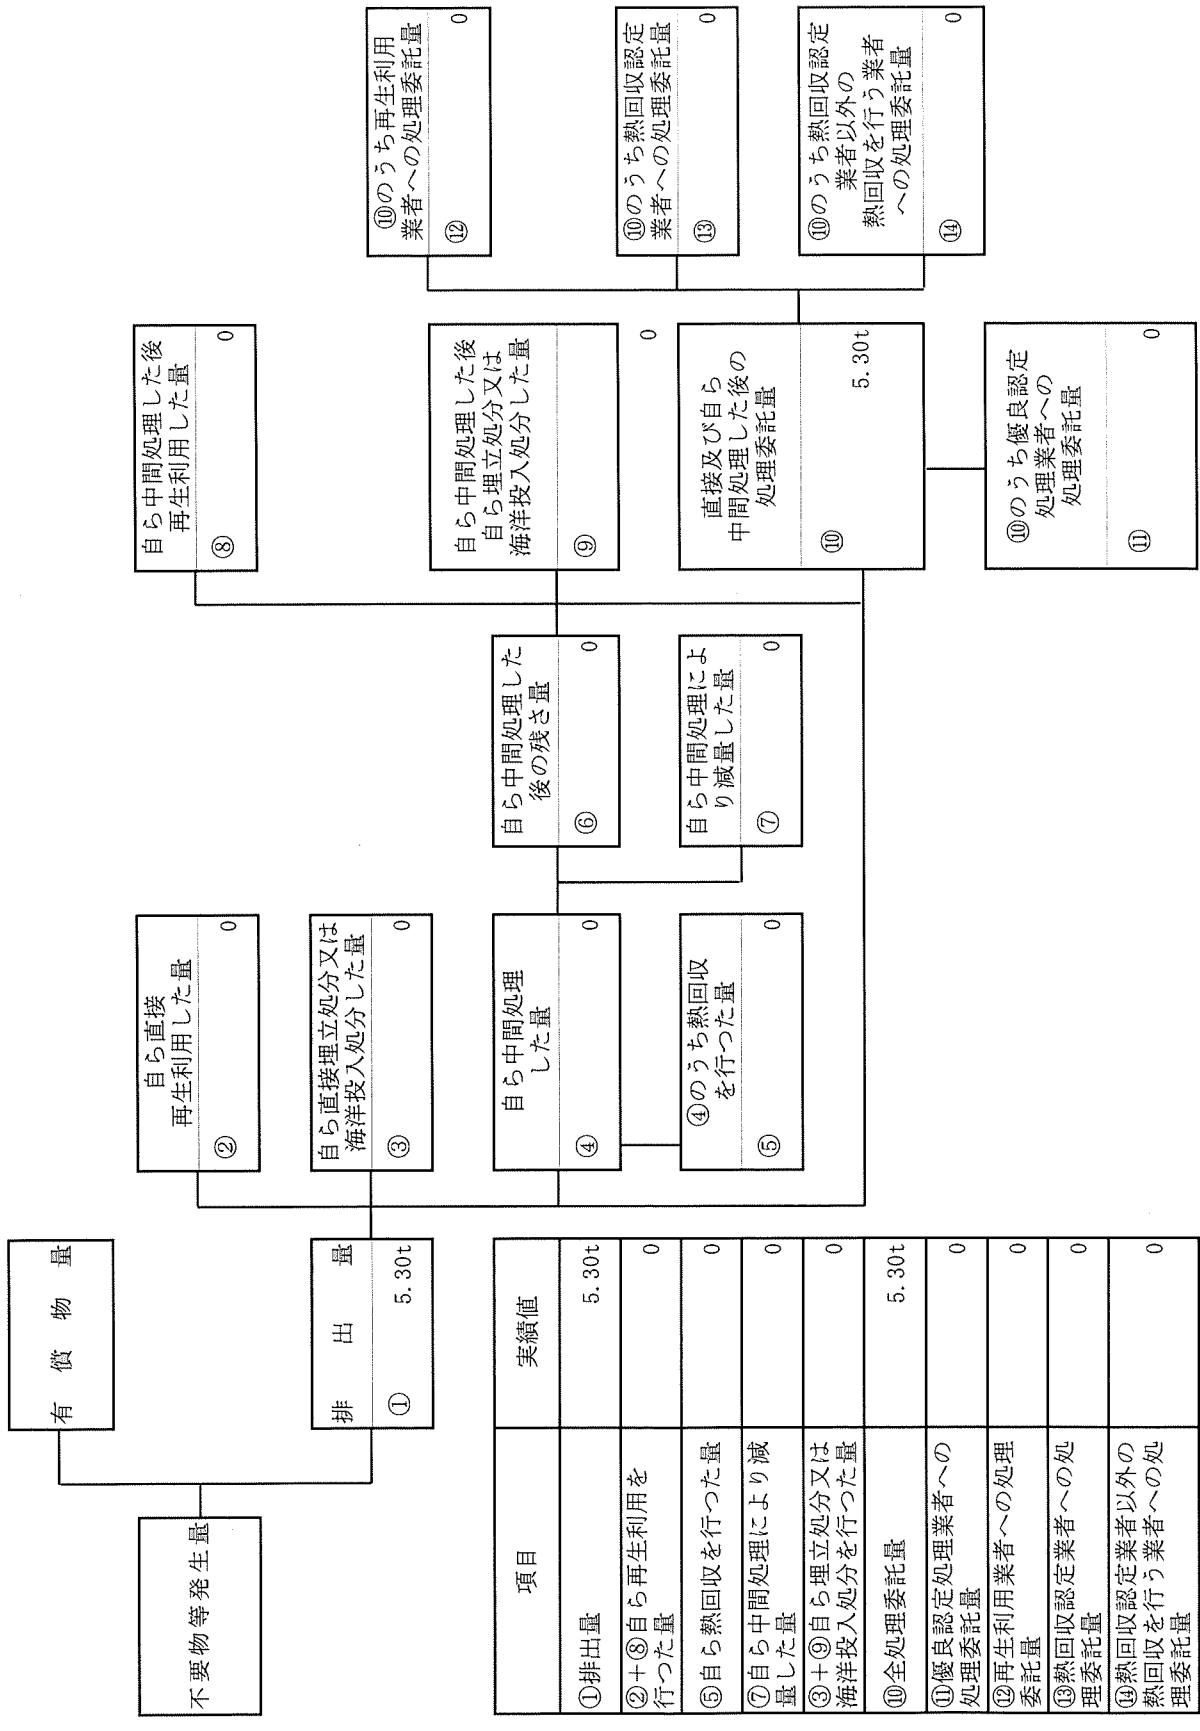 不要物等発生量
有償物量
排出量
① 5.30t
自ら直接
再生利用した量
② 0
自ら直接埋立処分又は
海洋投入処分した量
③ 0
自ら中間処理
した量
④ 0
④のうち熱回収
を行つた量
⑤ 0
自ら中間処理した
後の残さ量
⑥ 0
自ら中間処理によ
り減量した量
⑦ 0
自ら中間処理した後
再生利用した量
⑧ 0
自ら中間処理した後
自ら埋立処分又は
海洋投入処分した量
⑨
0
直接及び自ら
中間処理した後の
処理委託量
⑩ 5.30t
⑩のうち優良認定
処理業者への
処理委託量
⑪ 0
⑩のうち再生利用
業者への処理委託量
⑫ 0
⑩のうち熱回収認定
業者への処理委託量
⑬ 0
⑩のうち熱回収認定
業者以外の
熱回収を行う業者
への処理委託量
⑭ 0
項目 実績値
①排出量 5.30t
②+⑧自ら再生利用を
行つた量 0
⑤自ら熱回収を行つた量 0
⑦自ら中間処理により減
量した量 0
③+⑨自ら埋立処分又は
海洋投入処分を行つた量 0
⑩全処理委託量 5.30t
⑪優良認定処理業者への
処理委託量 0
⑫再生利用業者への処理
委託量 0
⑬熱回収認定業者への処
理委託量 0
⑭熱回収認定業者以外の
熱回収を行う業者への処
理委託量 0